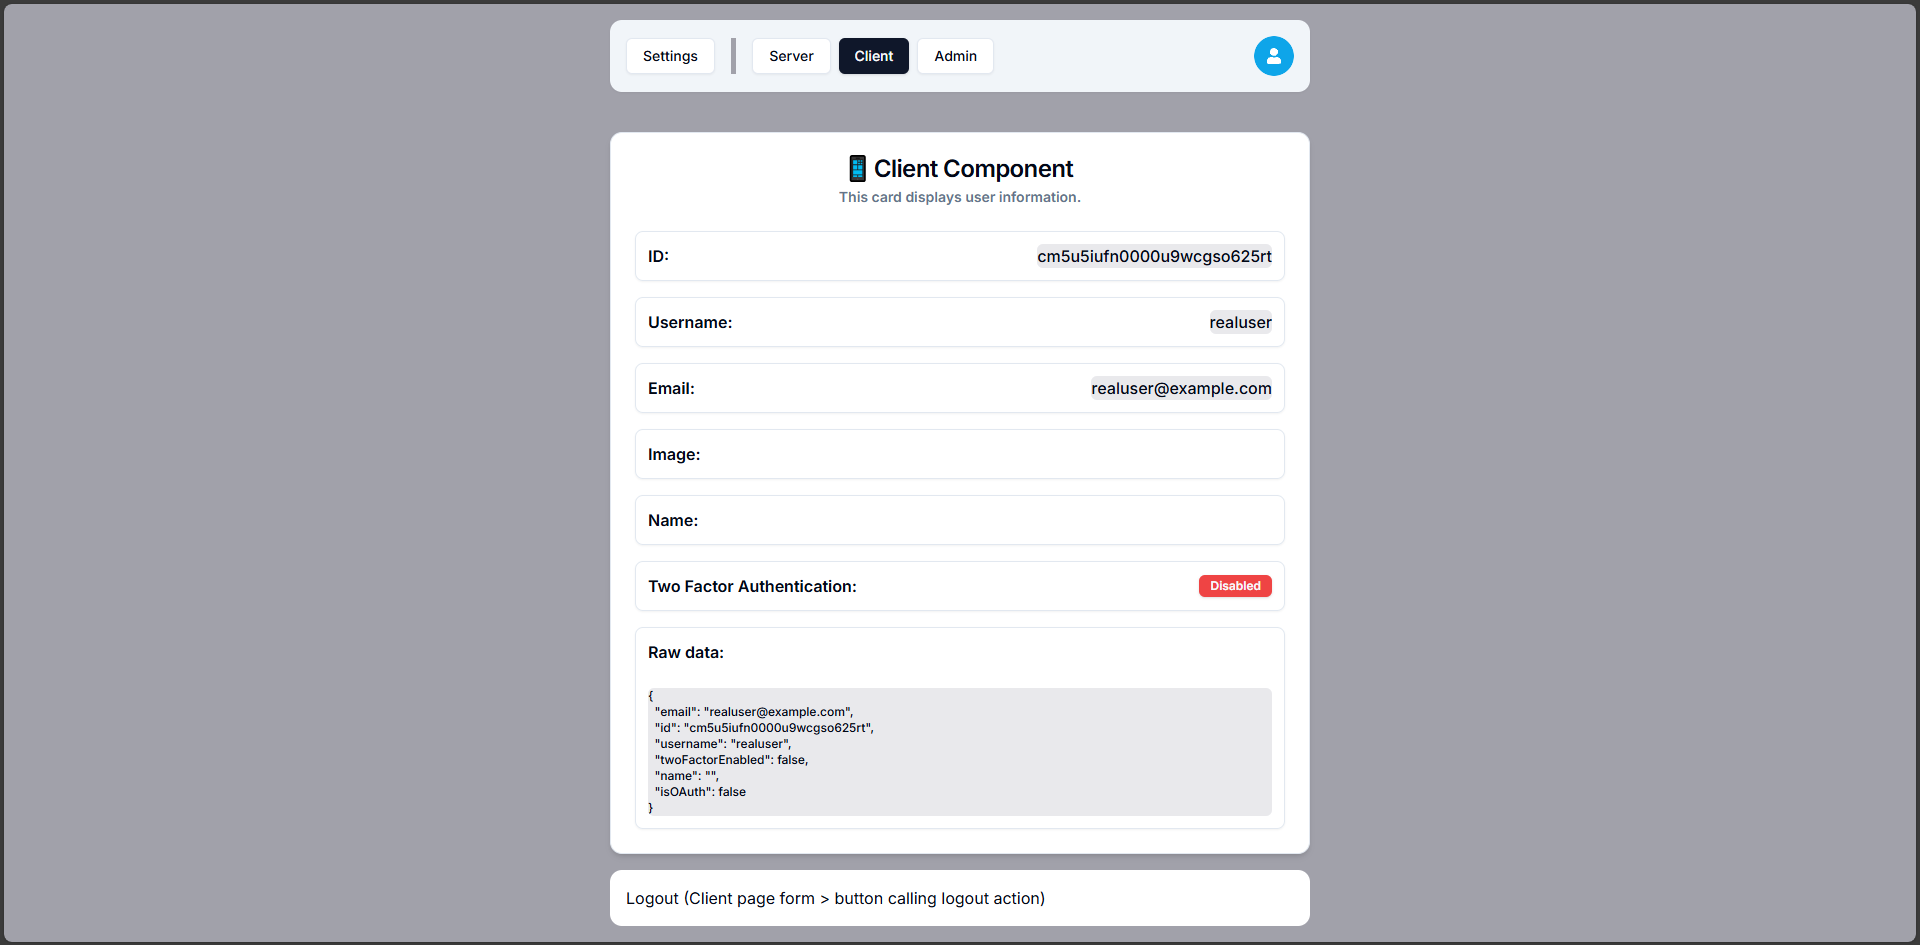 Settings Server Client Admin
Client Component
This card displays user information.
ID: cm5u5iufn0000u9wcgso625rt
Username: realuser
Email: realuser@example.com
Image:
Name:
Two Factor Authentication: Disabled
Raw data:
{
"email": "realuser@example.com",
"id": "cm5u5iufn0000u9wcgso625rt",
"username": "realuser",
"twoFactorEnabled": false,
"name": "",
"isOAuth": false
}
Logout (Client page form > button calling logout action)